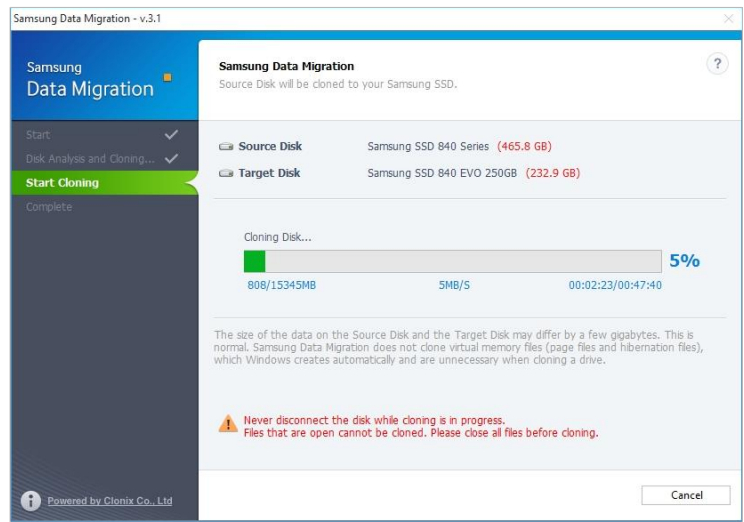 Samsung Data Migration - v.3.1
Samsung
Data Migration
Start
Disk Analysis and Cloning...
Start Cloning
Complete
Powered by Clonix Co., Ltd
Samsung Data Migration
Source Disk will be cloned to your Samsung SSD.
?
Source Disk Samsung SSD 840 Series (465.8 GB)
Target Disk Samsung SSD 840 EVO 250GB (232.9 GB)
Cloning Disk...
5%
808/15345MB 5MB/S 00:02:23/00:47:40
The size of the data on the Source Disk and the Target Disk may differ by a few gigabytes. This is
normal. Samsung Data Migration does not clone virtual memory files (page files and hibernation files),
which Windows creates automatically and are unnecessary when cloning a drive.
Never disconnect the disk while cloning is in progress.
Files that are open cannot be cloned. Please close all files before cloning.
Cancel